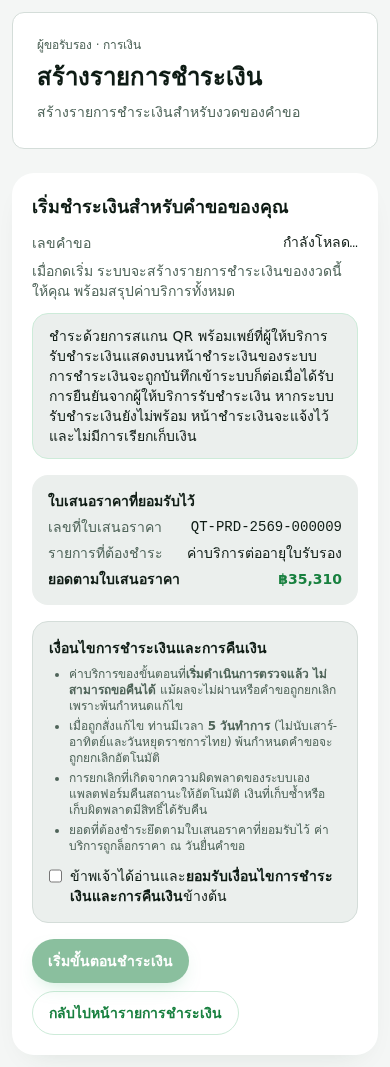 ผู้ขอรับรอง · การเงิน
สร้างรายการชำระเงิน
สร้างรายการชำระเงินสำหรับงวดของคำขอ
เริ่มชำระเงินสำหรับคำขอของคุณ
เลขคำขอ กำลังโหลด…
เมื่อกดเริ่ม ระบบจะสร้างรายการชำระเงินของงวดนี้
ให้คุณ พร้อมสรุปค่าบริการทั้งหมด
ชำระด้วยการสแกน QR พร้อมเพย์ที่ผู้ให้บริการ
รับชำระเงินแสดงบนหน้าชำระเงินของระบบ
การชำระเงินจะถูกบันทึกเข้าระบบก็ต่อเมื่อได้รับ
การยืนยันจากผู้ให้บริการรับชำระเงิน หากระบบ
รับชำระเงินยังไม่พร้อม หน้าชำระเงินจะแจ้งไว้
และไม่มีการเรียกเก็บเงิน
ใบเสนอราคาที่ยอมรับไว้
เลขที่ใบเสนอราคา QT-PRD-2569-000009
รายการที่ต้องชำระ ค่าบริการต่ออายุใบรับรอง
ยอดตามใบเสนอราคา ฿35,310
เงื่อนไขการชำระเงินและการคืนเงิน
• ค่าบริการของขั้นตอนที่เริ่มดำเนินการตรวจแล้ว ไม่
สามารถขอคืนได้ แม้ผลจะไม่ผ่านหรือคำขอถูกยกเลิก
เพราะพ้นกำหนดแก้ไข
• เมื่อถูกสั่งแก้ไข ท่านมีเวลา 5 วันทำการ (ไม่นับเสาร์-
อาทิตย์และวันหยุดราชการไทย) พ้นกำหนดคำขอจะ
ถูกยกเลิกอัตโนมัติ
• การยกเลิกที่เกิดจากความผิดพลาดของระบบเอง
แพลตฟอร์มคืนสถานะให้อัตโนมัติ เงินที่เก็บซ้ำหรือ
เก็บผิดพลาดมีสิทธิ์ได้รับคืน
• ยอดที่ต้องชำระยึดตามใบเสนอราคาที่ยอมรับไว้ ค่า
บริการถูกล็อกราคา ณ วันยื่นคำขอ
ข้าพเจ้าได้อ่านและยอมรับเงื่อนไขการชำระ
เงินและการคืนเงินข้างต้น
เริ่มขั้นตอนชำระเงิน
กลับไปหน้ารายการชำระเงิน